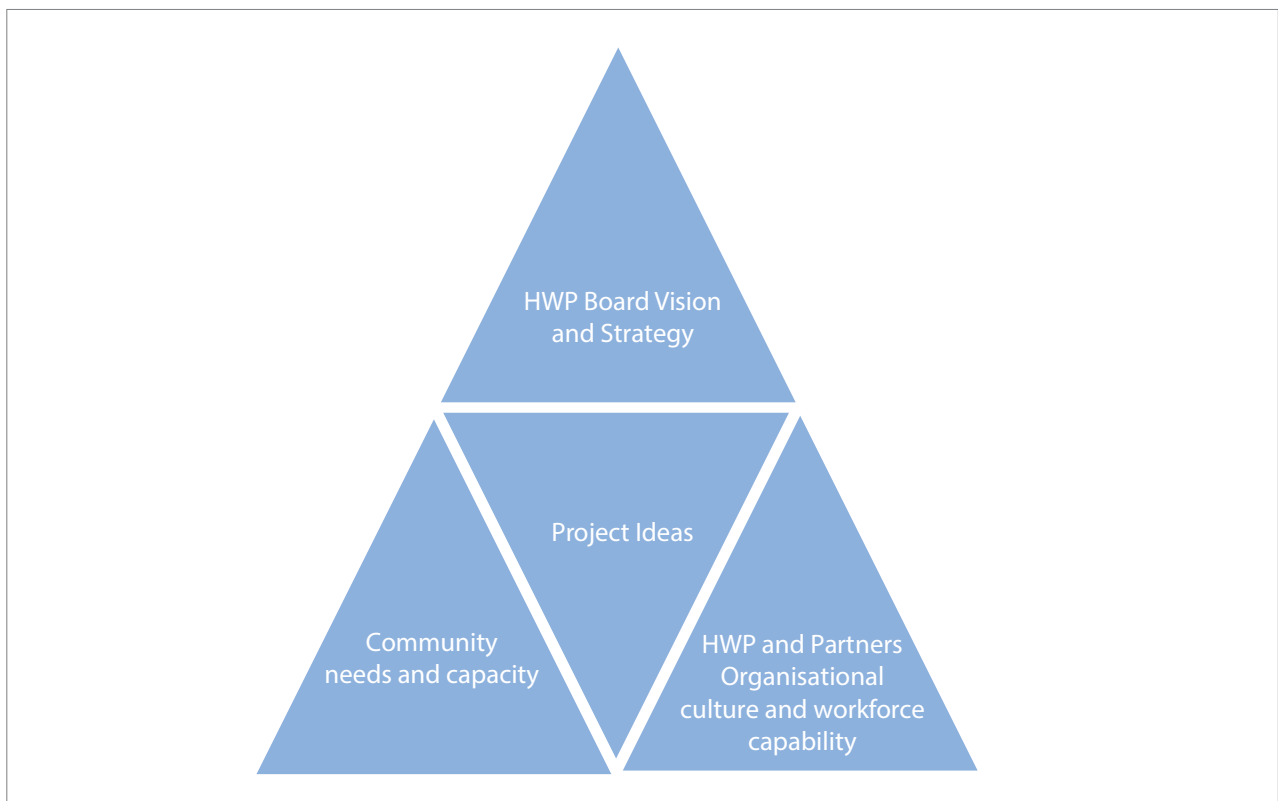 HWP Board Vision
and Strategy
Project Ideas
Community
needs and capacity
HWP and Partners
Organisational
culture and workforce
capability